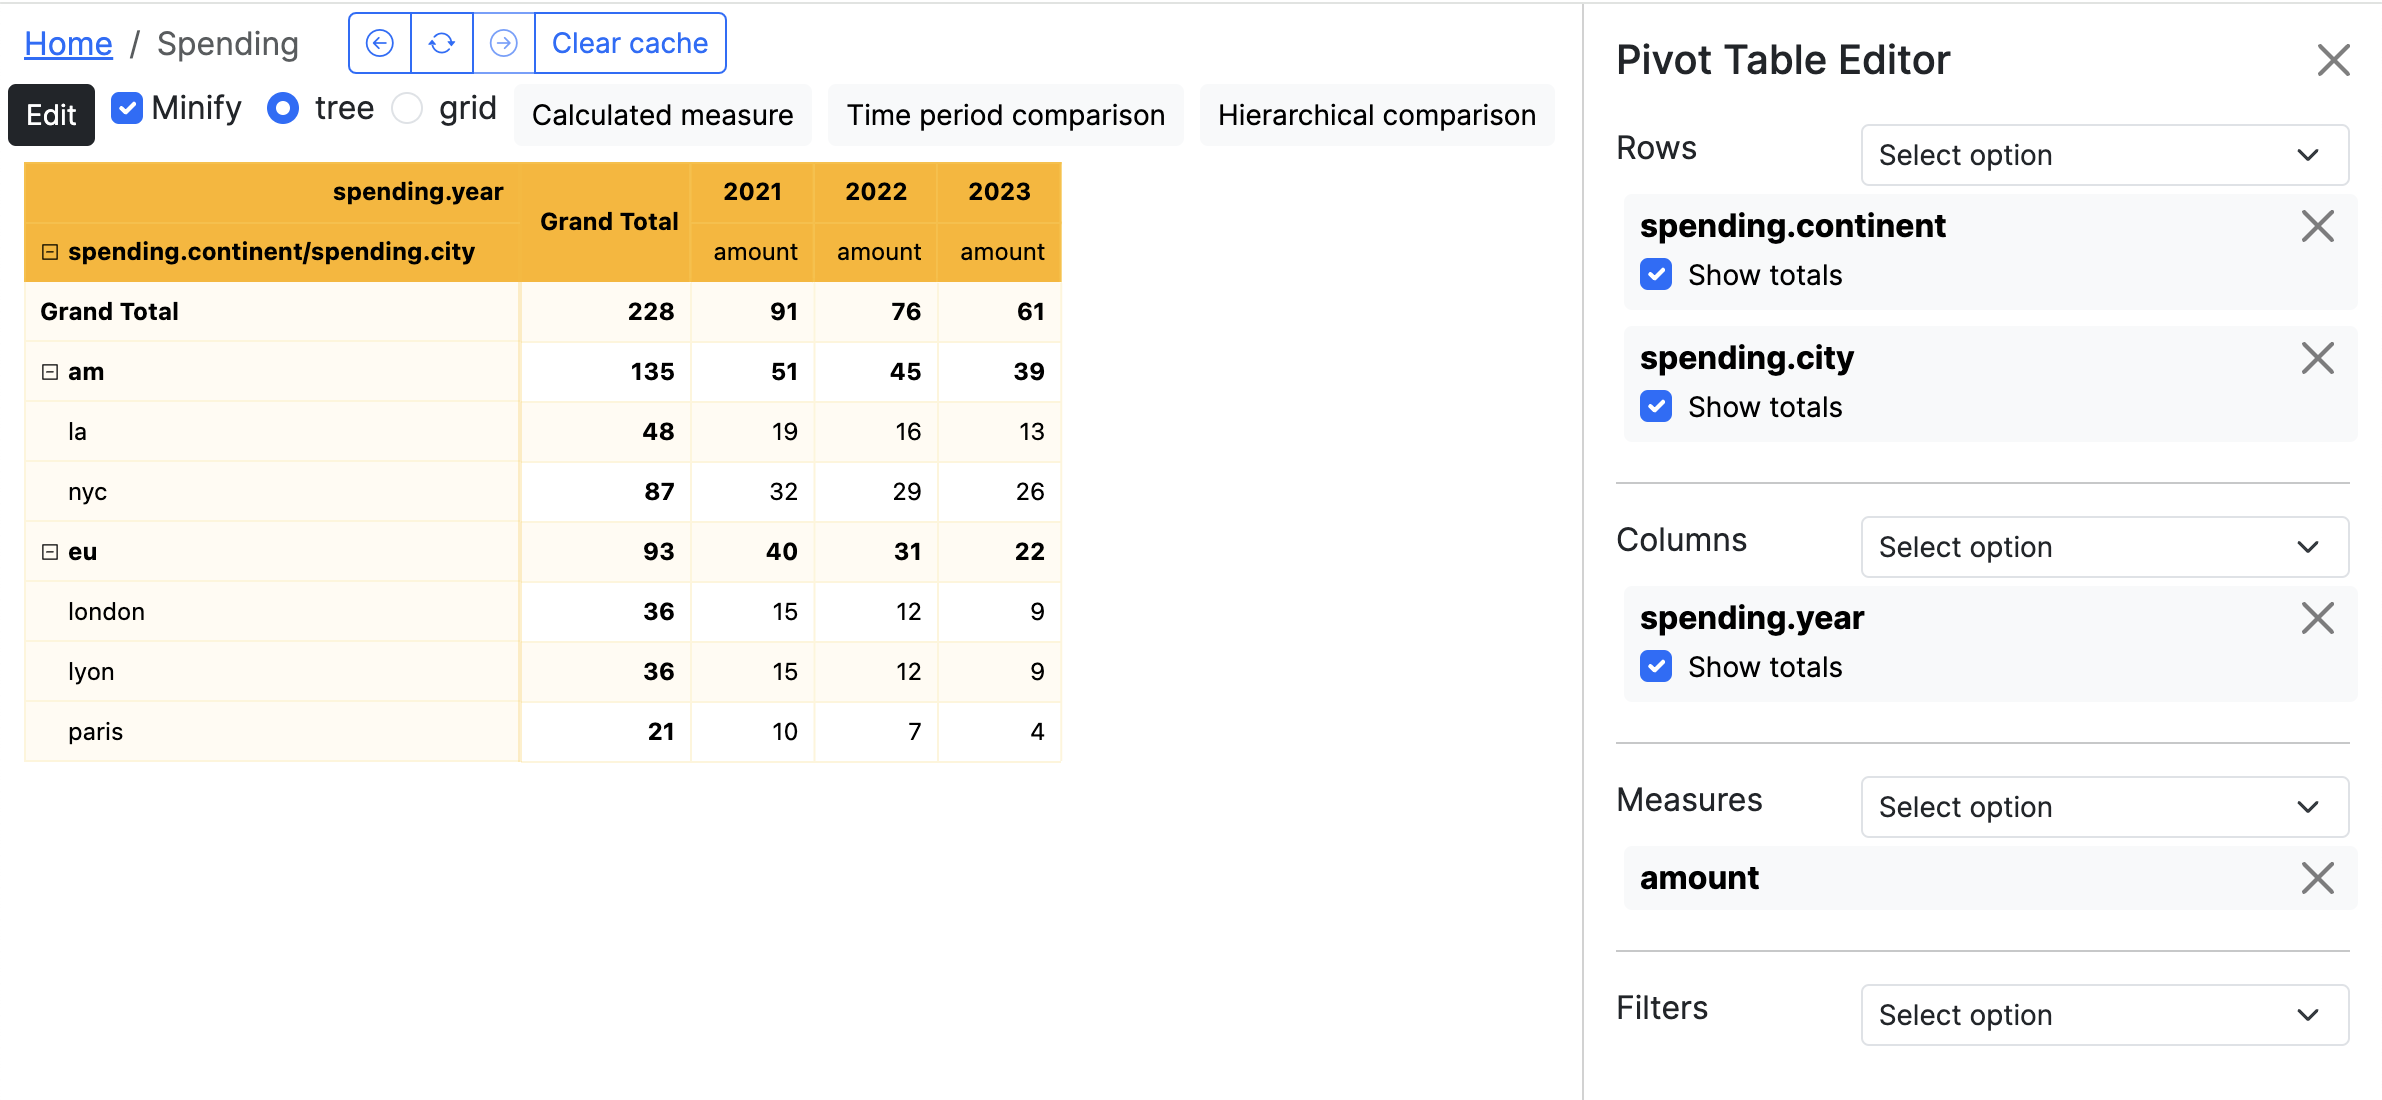 Home / Spending
Clear cache
Edit Minify tree grid Calculated measure Time period comparison Hierarchical comparison
spending.year Grand Total 2021 2022 2023
spending.continent/spending.city amount amount amount
Grand Total 228 91 76 61
am 135 51 45 39
la 48 19 16 13
nyc 87 32 29 26
eu 93 40 31 22
london 36 15 12 9
lyon 36 15 12 9
paris 21 10 7 4
Pivot Table Editor
Rows Select option
spending.continent
Show totals
spending.city
Show totals
Columns Select option
spending.year
Show totals
Measures Select option
amount
Filters Select option